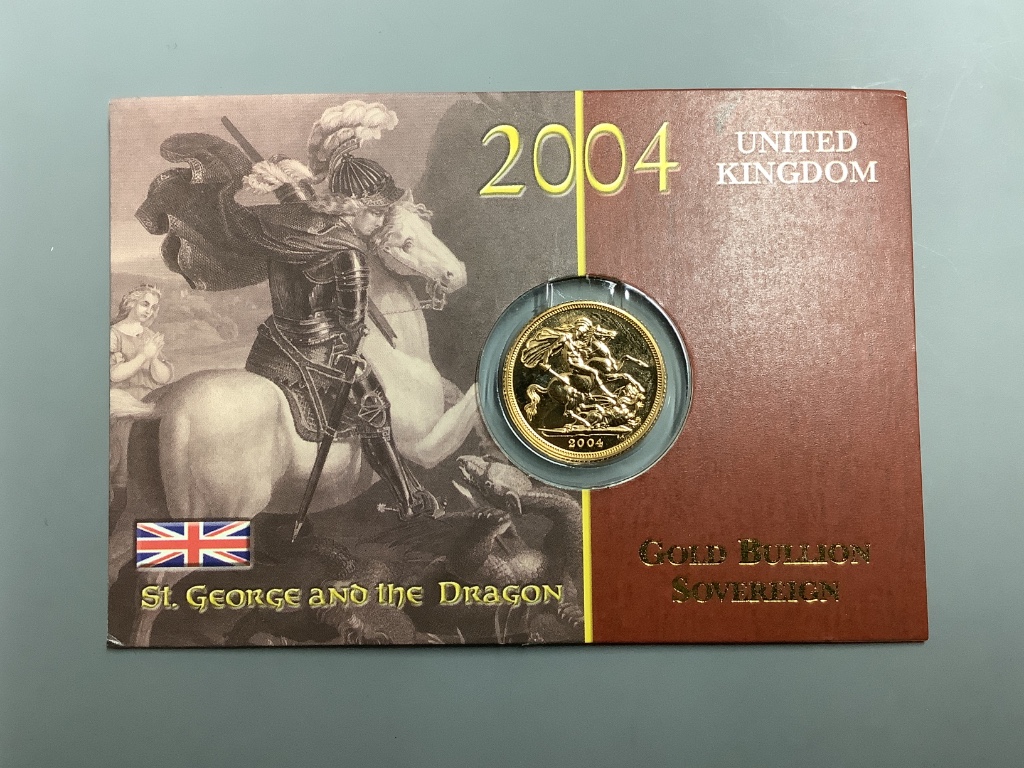 2004
UNITED
KINGDOM
2004
St. George and the Dragon
Gold Bullion
Sovereign